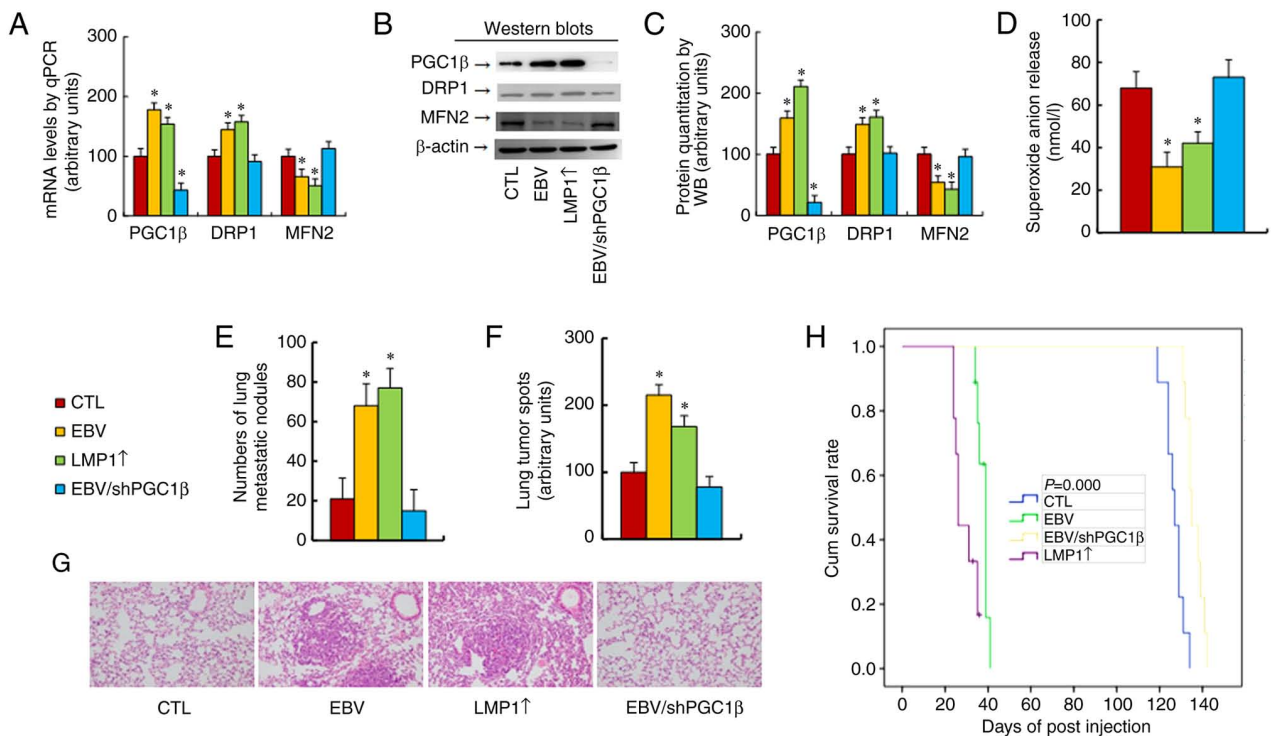 A
mRNA levels by qPCR
(arbitrary units)
300
200
100
0
*
*
*
*
*
*
*
PGC1β
DRP1
MFN2
B
Western blots
PGC1β →
DRP1 →
MFN2 →
β-actin →
CTL
EBV
LMP1↑
EBV/shPGC1β
C
Protein quantitation by
WB (arbitrary units)
300
200
100
0
*
*
*
*
*
*
*
PGC1β
DRP1
MFN2
D
Superoxide anion release
(nmol/l)
100
80
60
40
20
0
*
*
CTL
EBV
LMP1↑
EBV/shPGC1β
E
Numbers of lung
metastatic nodules
100
80
60
40
20
0
*
*
F
Lung tumor spots
(arbitrary units)
300
200
100
0
*
*
G
CTL
EBV
LMP1↑
EBV/shPGC1β
H
Cum survival rate
1.0
0.8
0.6
0.4
0.2
0.0
P=0.000
CTL
EBV
EBV/shPGC1β
LMP1↑
0 20 40 60 80 100 120 140
Days of post injection